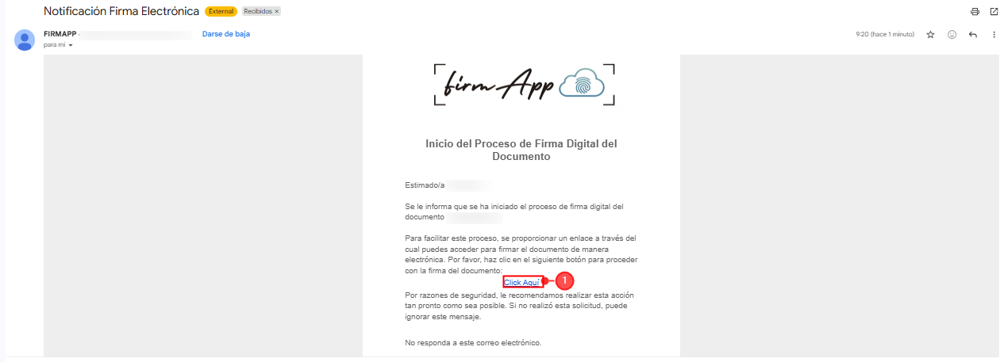 Notificación Firma Electrónica External Recibidos ×
FIRMAPP Darse de baja 9:20 (hace 1 minuto)
para mí
firmApp
Inicio del Proceso de Firma Digital del
Documento
Estimado/a
Se le informa que se ha iniciado el proceso de firma digital del
documento
Para facilitar este proceso, se proporcionar un enlace a través del
cual puedes acceder para firmar el documento de manera
electrónica. Por favor, haz clic en el siguiente botón para proceder
con la firma del documento:
Click Aquí 1
Por razones de seguridad, le recomendamos realizar esta acción
tan pronto como sea posible. Si no realizó esta solicitud, puede
ignorar este mensaje.
No responda a este correo electrónico.